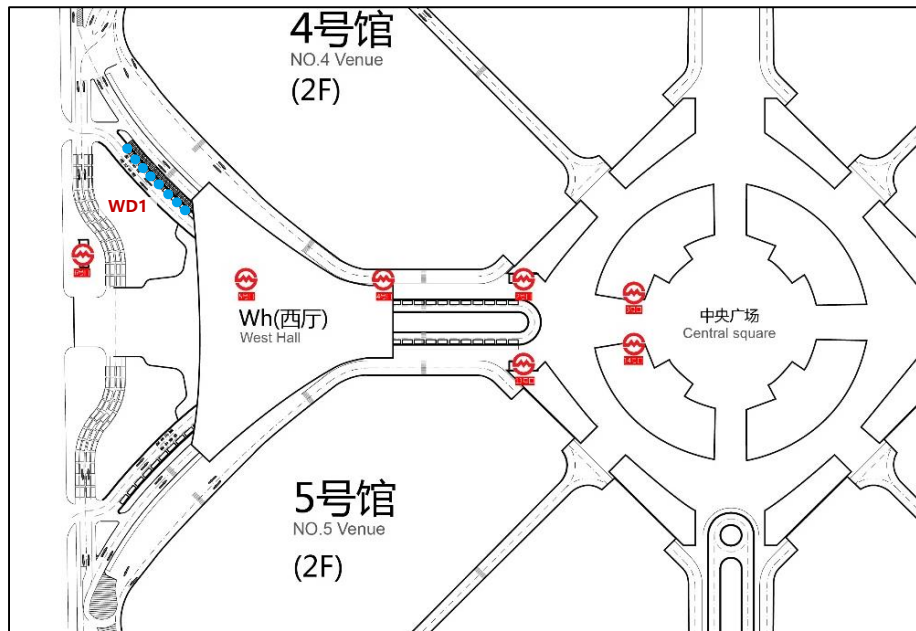 4号馆
NO.4 Venue
(2F)
WD1
Wh(西厅)
West Hall
中央广场
Central square
5号馆
NO.5 Venue
(2F)